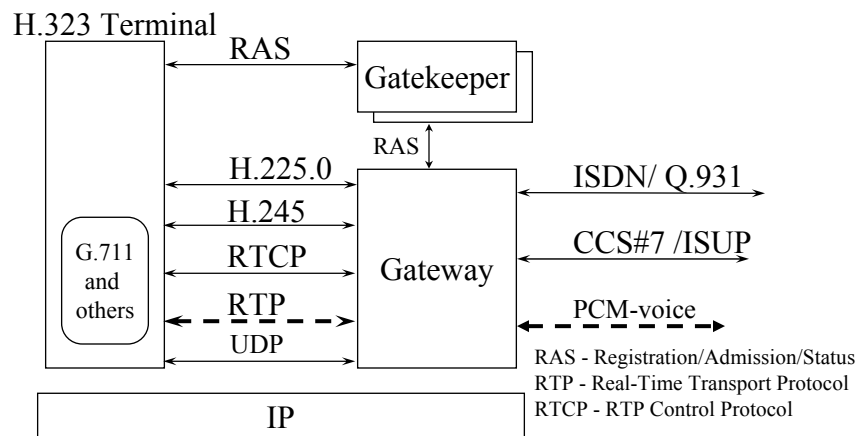 H.323 Terminal
RAS
Gatekeeper
RAS
H.225.0
ISDN/ Q.931
H.245
G.711
and
others
RTCP
Gateway
CCS#7 /ISUP
RTP
PCM-voice
UDP
RAS - Registration/Admission/Status
RTP - Real-Time Transport Protocol
RTCP - RTP Control Protocol
IP